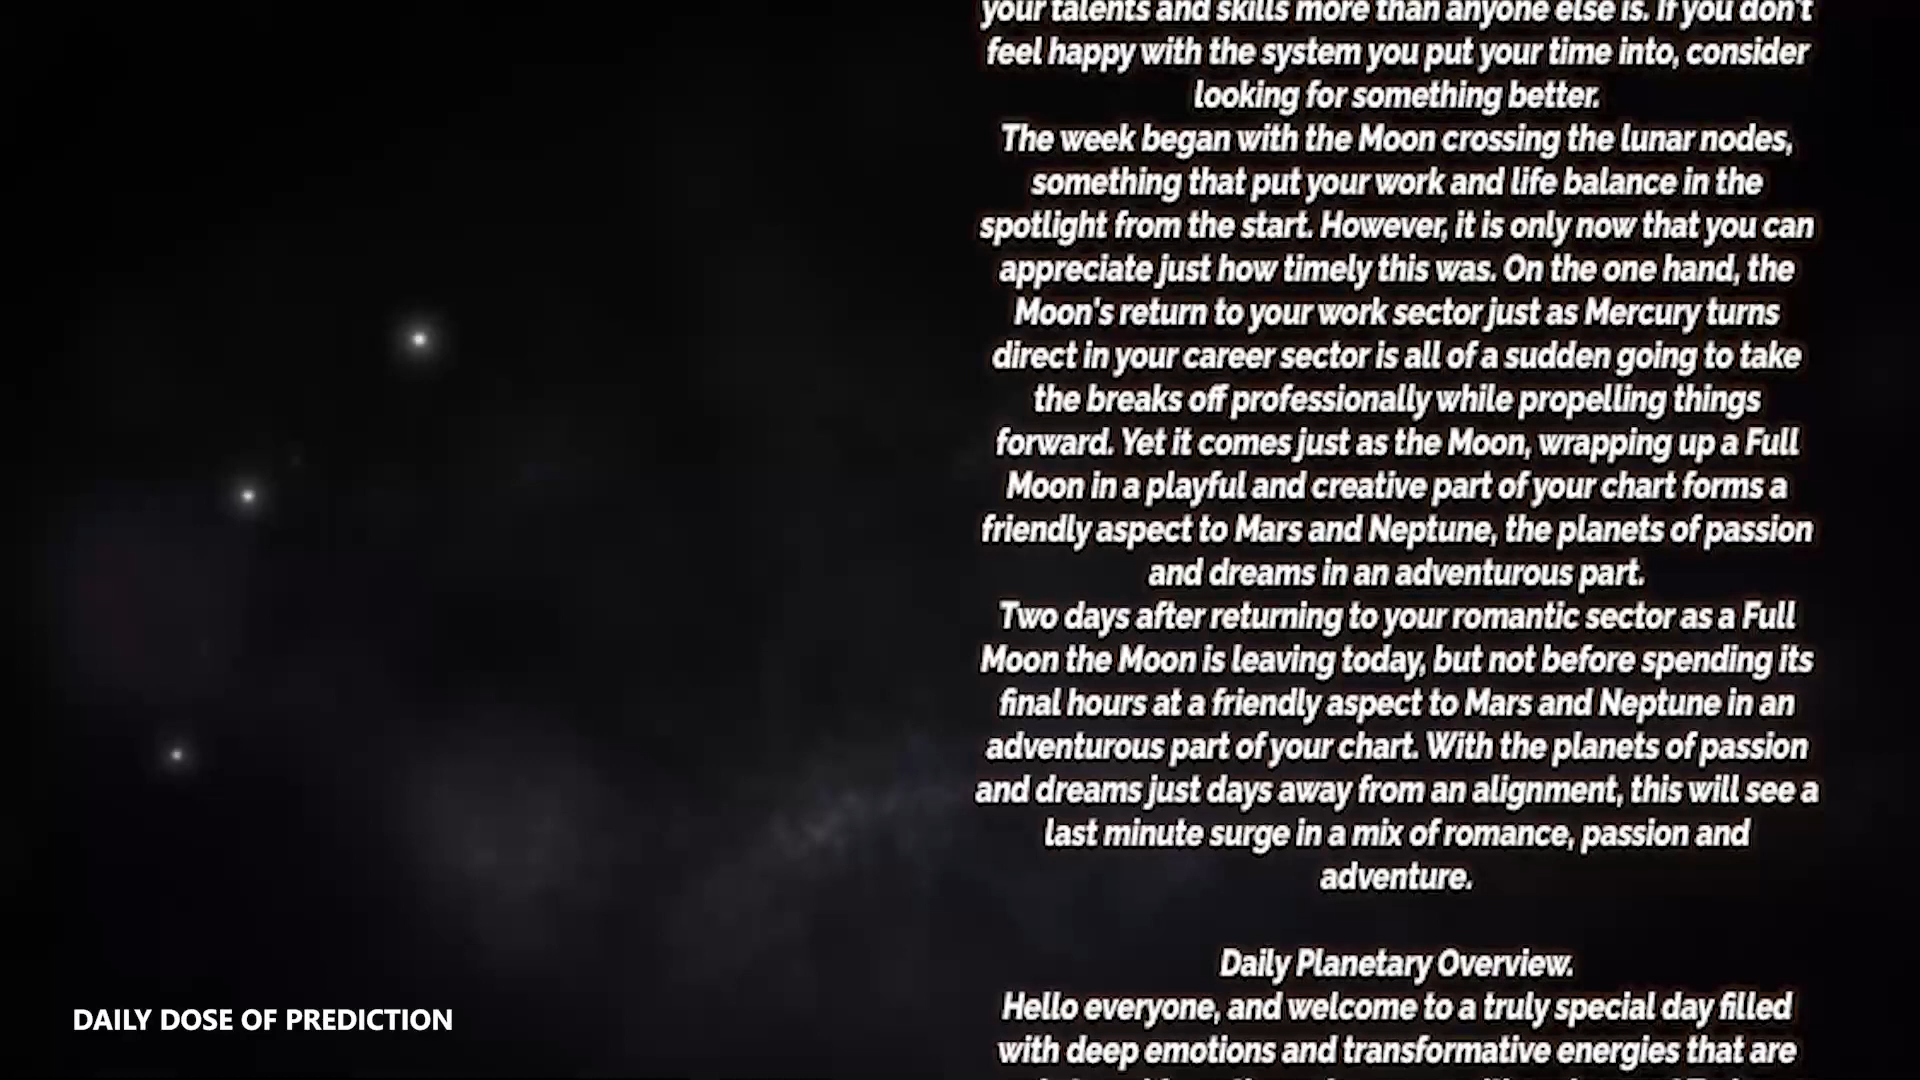 your talents and skills more than anyone else is. If you don't
feel happy with the system you put your time into, consider
looking for something better.
The week began with the Moon crossing the lunar nodes,
something that put your work and life balance in the
spotlight from the start. However, it is only now that you can
appreciate just how timely this was. On the one hand, the
Moon's return to your work sector just as Mercury turns
direct in your career sector is all of a sudden going to take
the breaks off professionally while propelling things
forward. Yet it comes just as the Moon, wrapping up a Full
Moon in a playful and creative part of your chart forms a
friendly aspect to Mars and Neptune, the planets of passion
and dreams in an adventurous part.
Two days after returning to your romantic sector as a Full
Moon the Moon is leaving today, but not before spending its
final hours at a friendly aspect to Mars and Neptune in an
adventurous part of your chart. With the planets of passion
and dreams just days away from an alignment, this will see a
last minute surge in a mix of romance, passion and
adventure.
Daily Planetary Overview.
Hello everyone, and welcome to a truly special day filled
with deep emotions and transformative energies that are
DAILY DOSE OF PREDICTION